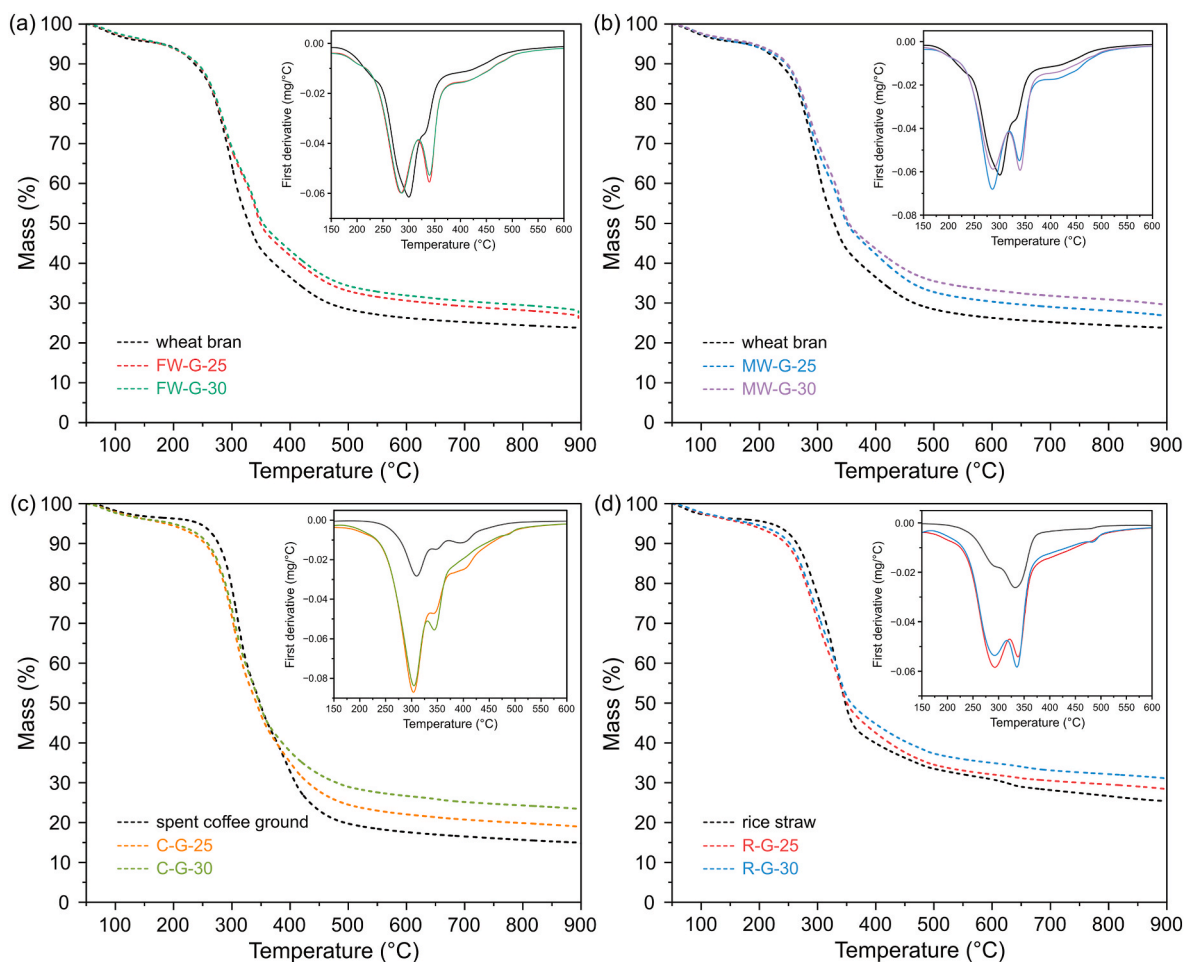 (a)
100
90
80
70
60
50
40
30
20
10
0
Mass (%)
100 200 300 400 500 600 700 800 900
Temperature (°C)
wheat bran
FW-G-25
FW-G-30
0.00
−0.02
−0.04
−0.06
First derivative (mg/°C)
150 200 250 300 350 400 450 500 550 600
Temperature (°C)
(b)
100
90
80
70
60
50
40
30
20
10
0
Mass (%)
100 200 300 400 500 600 700 800 900
Temperature (°C)
wheat bran
MW-G-25
MW-G-30
0.00
−0.02
−0.04
−0.06
−0.08
First derivative (mg/°C)
150 200 250 300 350 400 450 500 550 600
Temperature (°C)
(c)
100
90
80
70
60
50
40
30
20
10
0
Mass (%)
100 200 300 400 500 600 700 800 900
Temperature (°C)
spent coffee ground
C-G-25
C-G-30
0.00
−0.02
−0.04
−0.06
−0.08
First derivative (mg/°C)
150 200 250 300 350 400 450 500 550 600
Temperature (°C)
(d)
100
90
80
70
60
50
40
30
20
10
0
Mass (%)
100 200 300 400 500 600 700 800 900
Temperature (°C)
rice straw
R-G-25
R-G-30
0.00
−0.02
−0.04
−0.06
First derivative (mg/°C)
150 200 250 300 350 400 450 500 550 600
Temperature (°C)